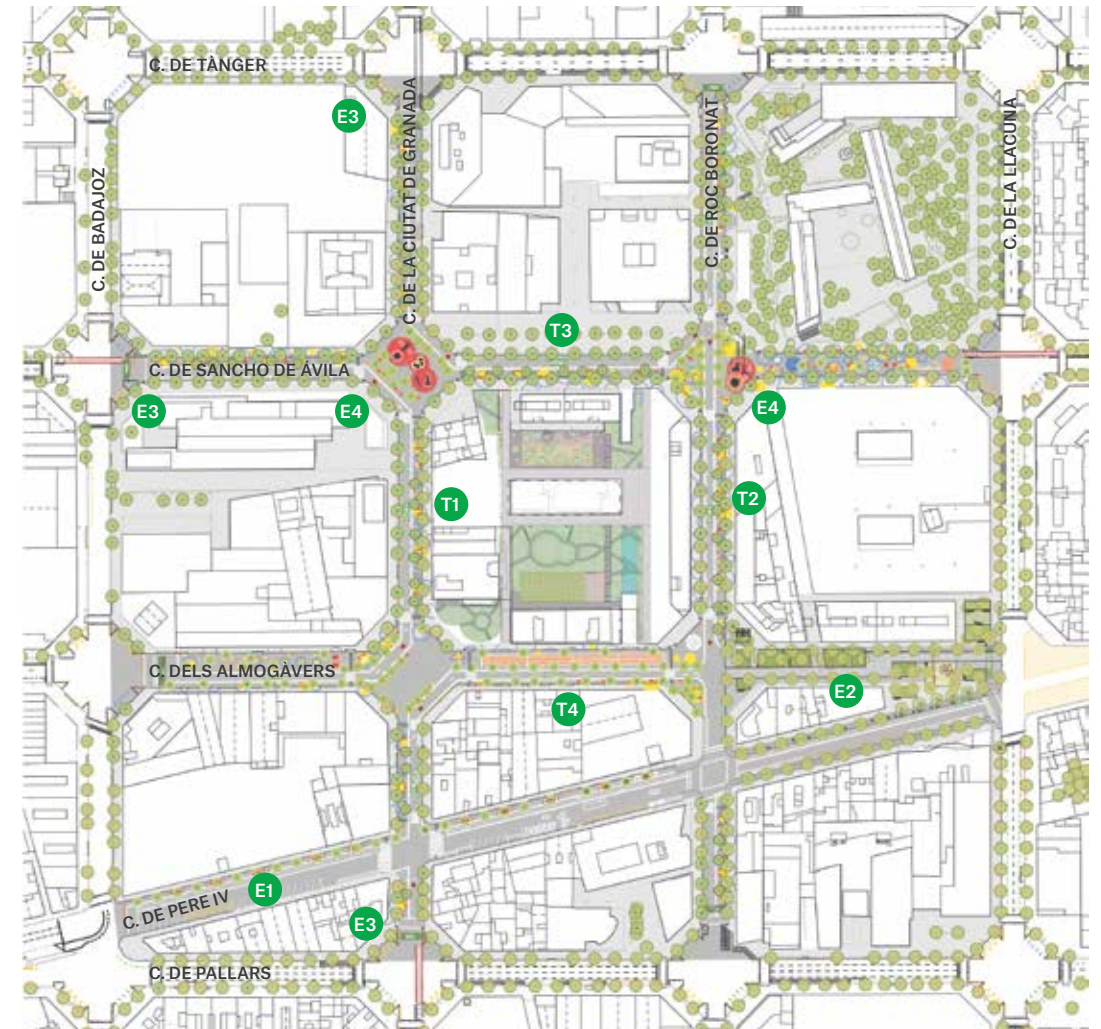 C. DE TÀNGER
E3
C. DE BADAJOZ
C. DE LA CIUTAT DE GRANADA
C. DE ROC BORONAT
C. DE LA LLACUNA
T3
C. DE SANCHO DE ÁVILA
E3
E4
E4
T1
T2
C. DELS ALMOGÀVERS
E2
T4
E1
C. DE PERE IV
E3
C. DE PALLARS